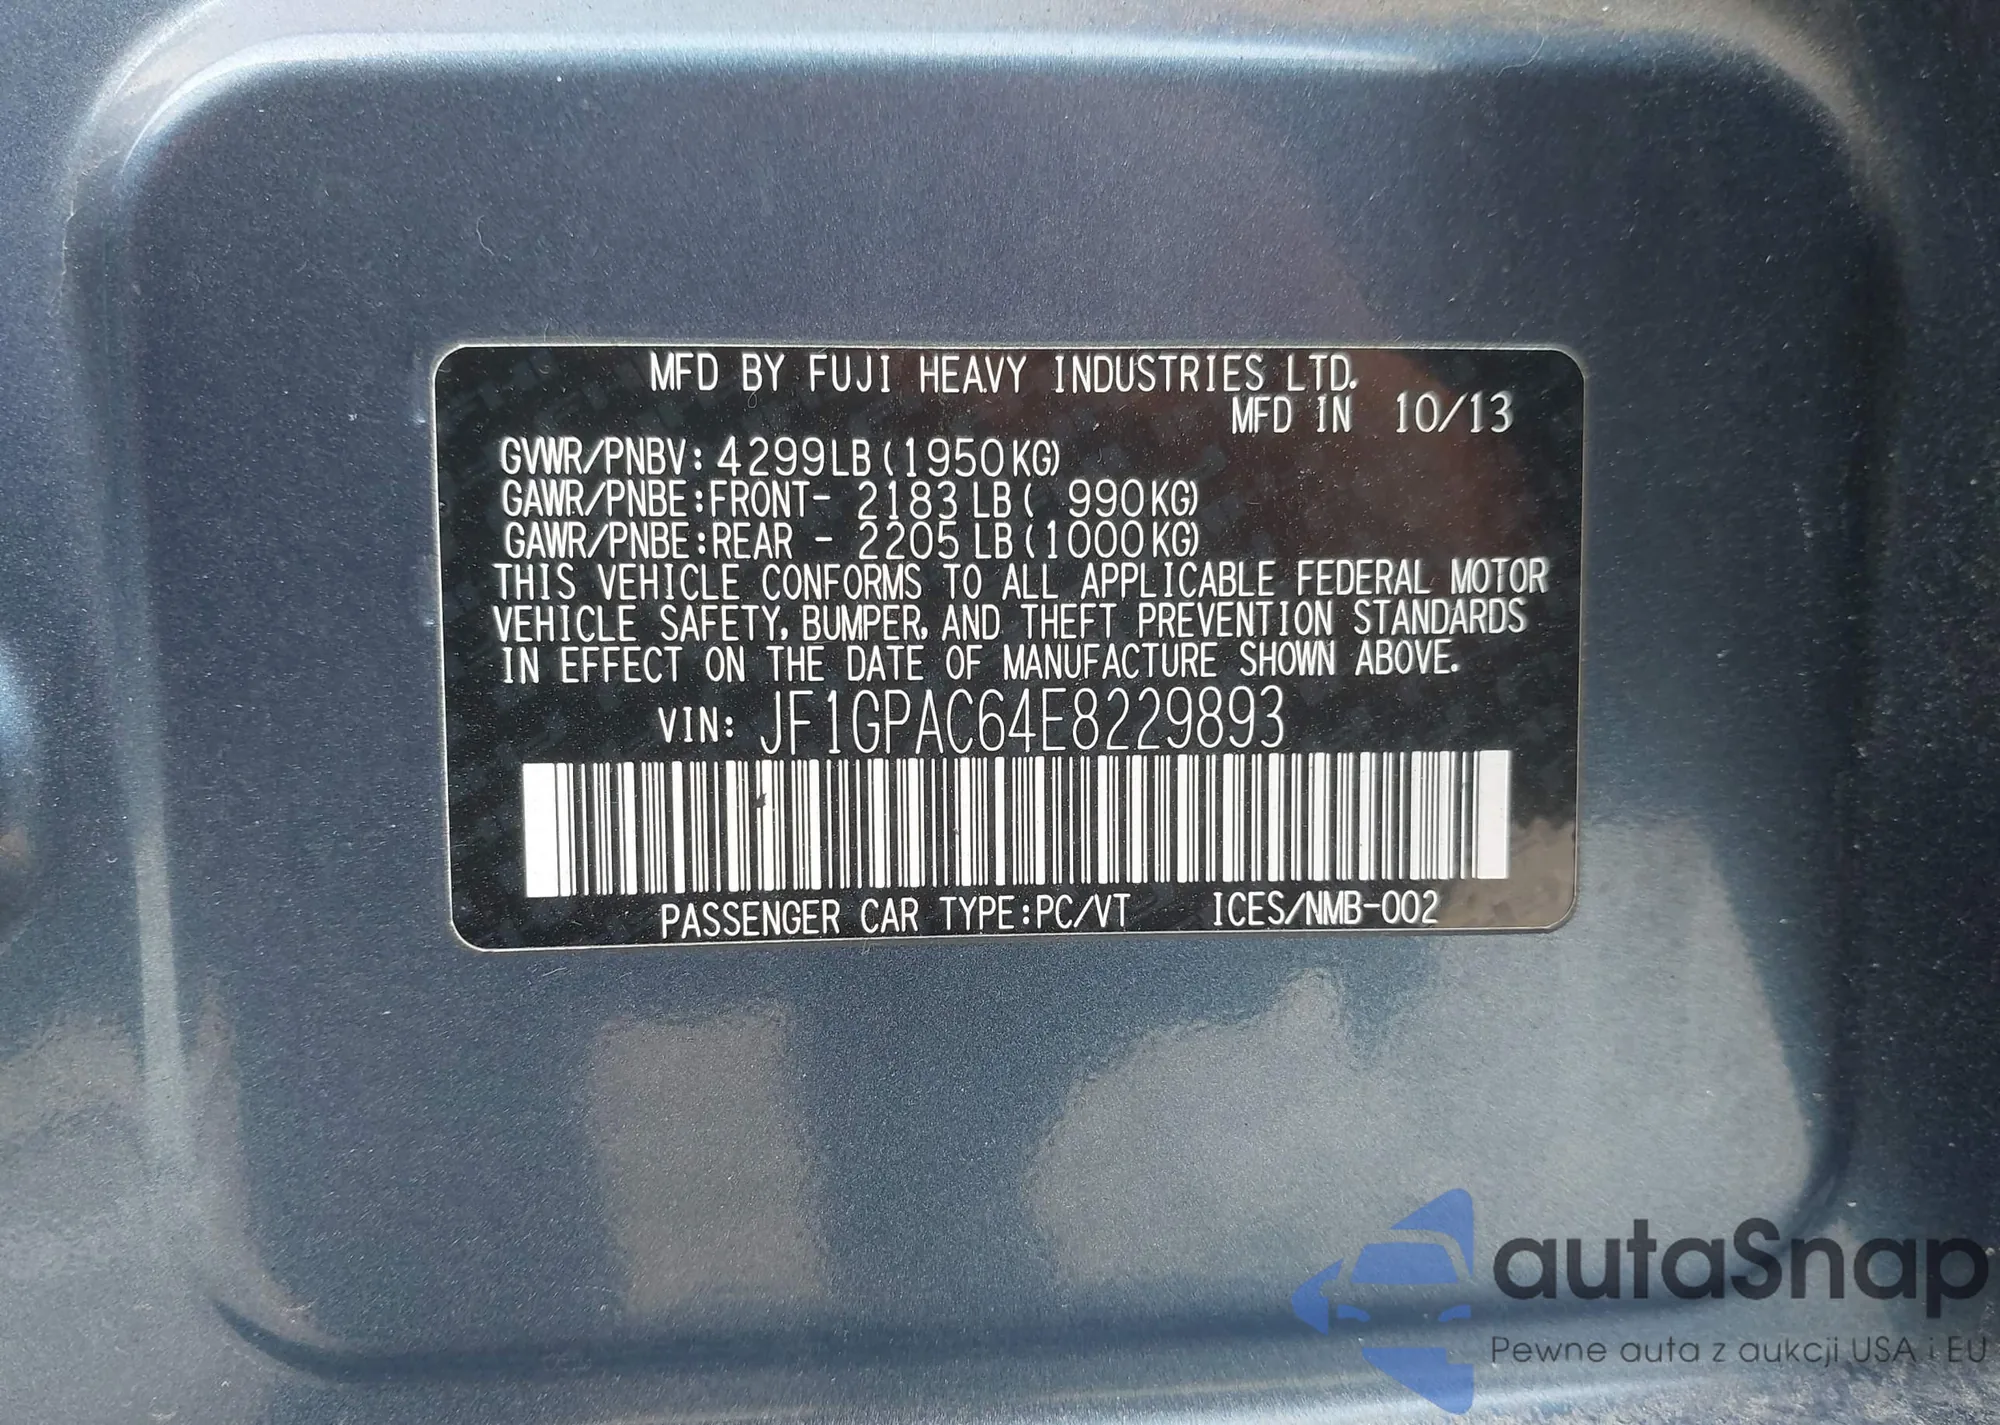 MFD BY FUJI HEAVY INDUSTRIES LTD.
MFD IN 10/13
GVWR/PNBV: 4299LB (1950KG)
GAWR/PNBE:FRONT- 2183 LB ( 990KG)
GAWR/PNBE:REAR - 2205 LB (1000KG)
THIS VEHICLE CONFORMS TO ALL APPLICABLE FEDERAL MOTOR
VEHICLE SAFETY, BUMPER, AND THEFT PREVENTION STANDARDS
IN EFFECT ON THE DATE OF MANUFACTURE SHOWN ABOVE.
VIN: JF1GPAC64E8229893
PASSENGER CAR TYPE:PC/VT ICES/NMB-002
autaSnap
Pewne auta z aukcji USA i EU